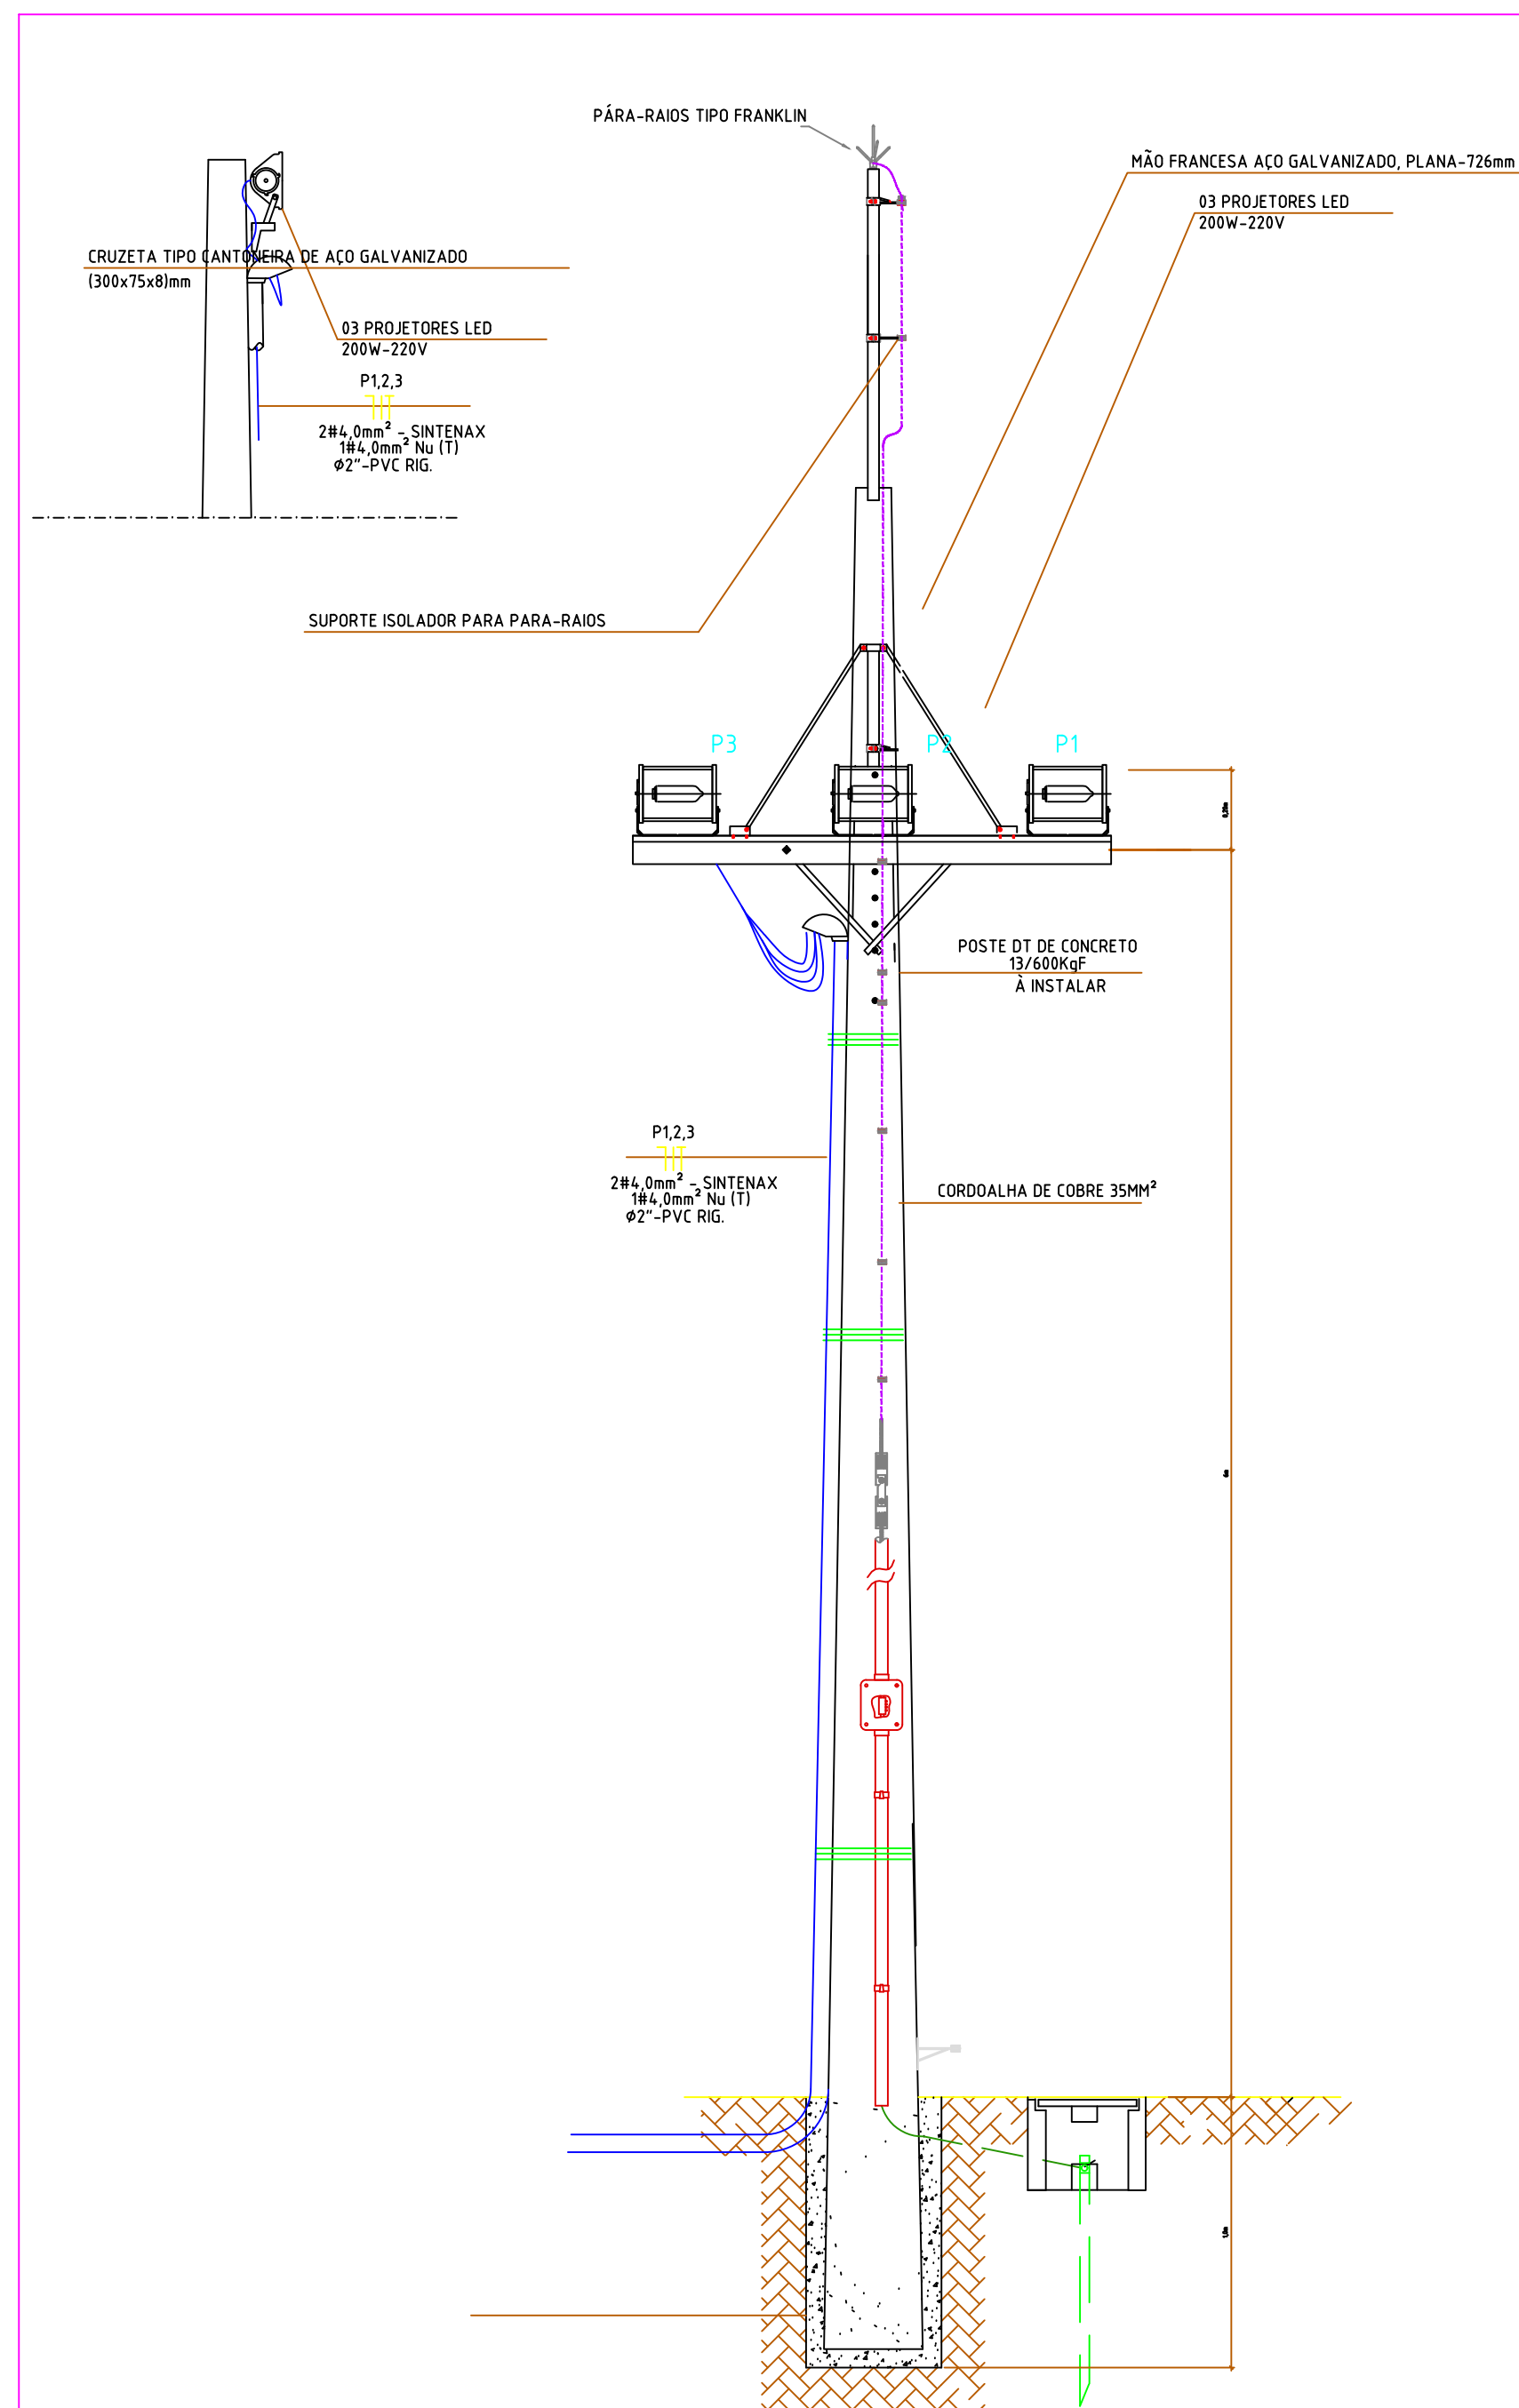 PÁRA-RAIOS TIPO FRANKLIN
MÃO FRANCESA AÇO GALVANIZADO, PLANA-726mm
03 PROJETORES LED
200W-220V
CRUZETA TIPO CANTONEIRA DE AÇO GALVANIZADO
(300x75x8)mm
03 PROJETORES LED
200W-220V
P1,2,3
2#4,0mm² - SINTENAX
1#4,0mm² Nu (T)
Ø2"-PVC RIG.
SUPORTE ISOLADOR PARA PARA-RAIOS
P3
P2
P1
POSTE DT DE CONCRETO
13/600KgF
À INSTALAR
P1,2,3
2#4,0mm² - SINTENAX
1#4,0mm² Nu (T)
Ø2"-PVC RIG.
CORDOALHA DE COBRE 35MM²